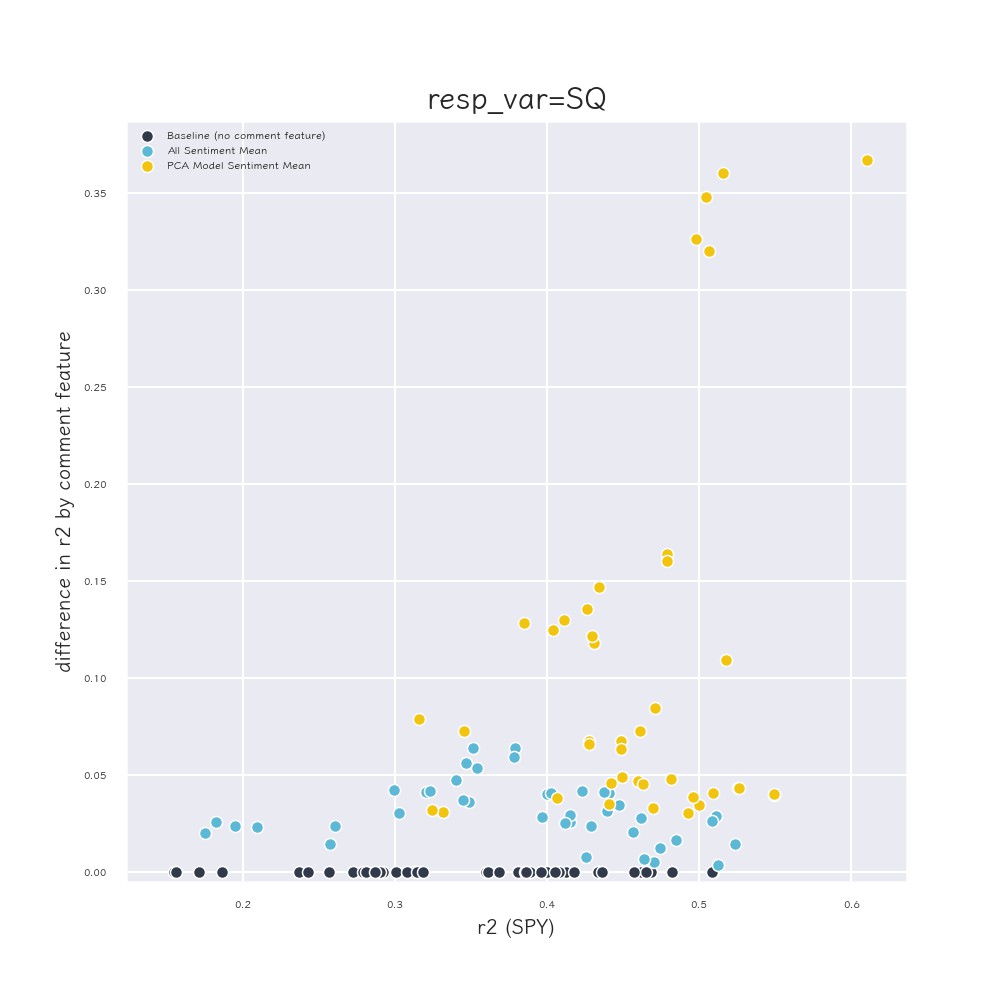 resp_var=SQ
Baseline (no comment feature)
All Sentiment Mean
PCA Model Sentiment Mean
0.35
0.30
0.25
0.20
0.15
0.10
0.05
0.00
difference in r2 by comment feature
0.2 0.3 0.4 0.5 0.6
r2 (SPY)